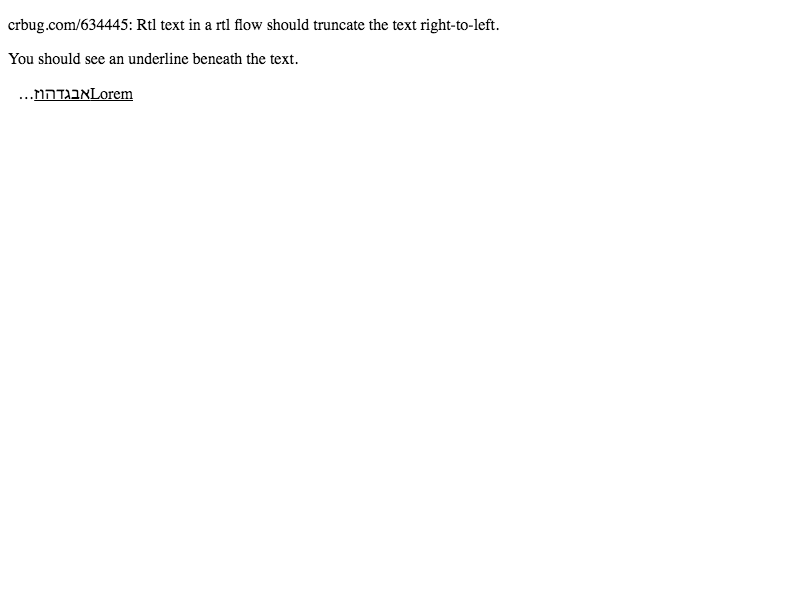 crbug.com/634445: Rtl text in a rtl flow should truncate the text right-to-left.
You should see an underline beneath the text.
Loremאבגדהוז…